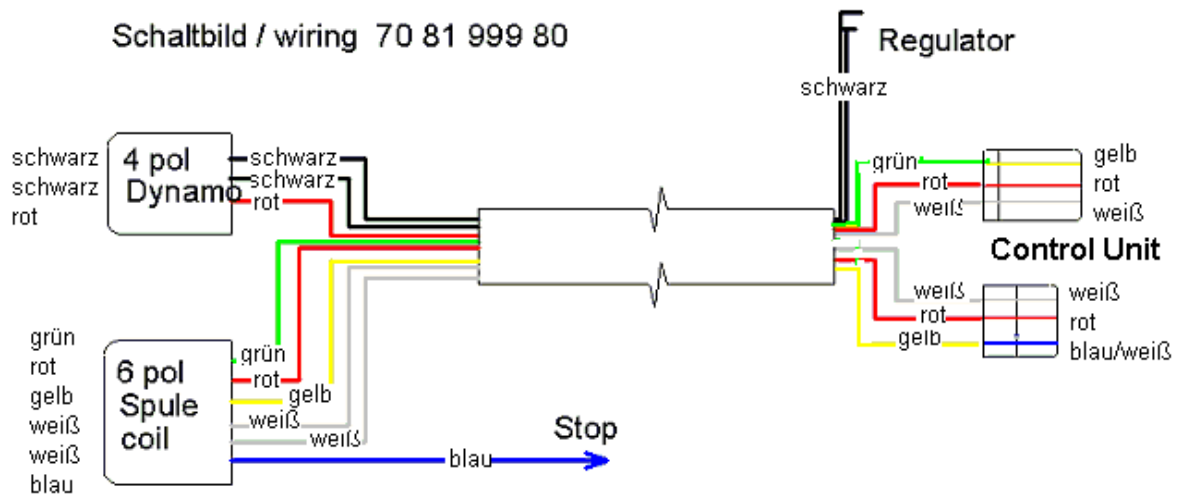 Schaltbild / wiring 70 81 999 80
Regulator
schwarz
schwarz
schwarz
rot
4 pol
Dynamo
schwarz
schwarz
rot
grün
rot
weiß
gelb
rot
weiß
Control Unit
weiß
rot
gelb
weiß
rot
blau/weiß
grün
rot
gelb
weiß
weiß
blau
6 pol
Spule
coil
grün
rot
gelb
weiß
weiß
blau
Stop